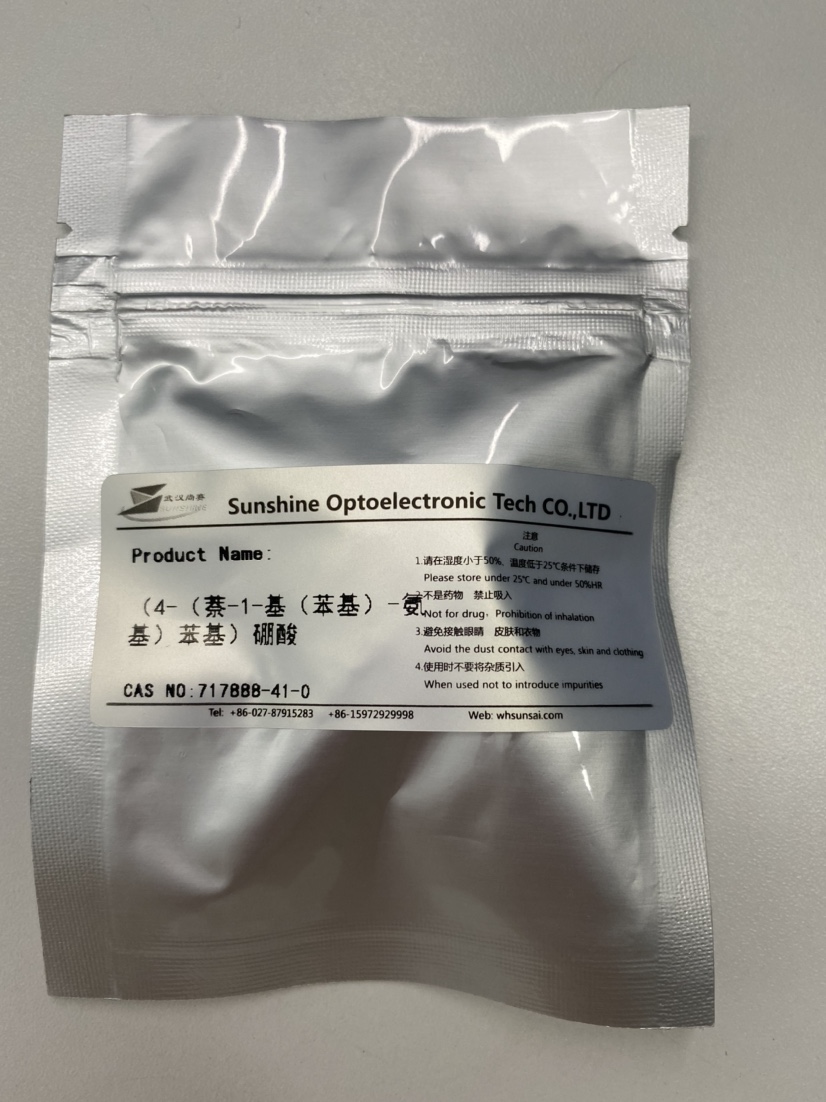 武汉尚赛
Sunshine Optoelectronic Tech CO.,LTD
Product Name:
(4-(萘-1-基(苯基)-氨
基)苯基)硼酸
CAS NO:717888-41-0
注意
Caution
1.请在湿度小于50%、温度低于25℃条件下储存
Please store under 25℃ and under 50%HR
2.不是药物 禁止吸入
Not for drug, Prohibition of inhalation
3.避免接触眼睛 皮肤和衣物
Avoid the dust contact with eyes, skin and clothing
4.使用时不要将杂质引入
When used not to introduce impurities
Tel: +86-027-87915283 +86-15972929998 Web: whsunsai.com